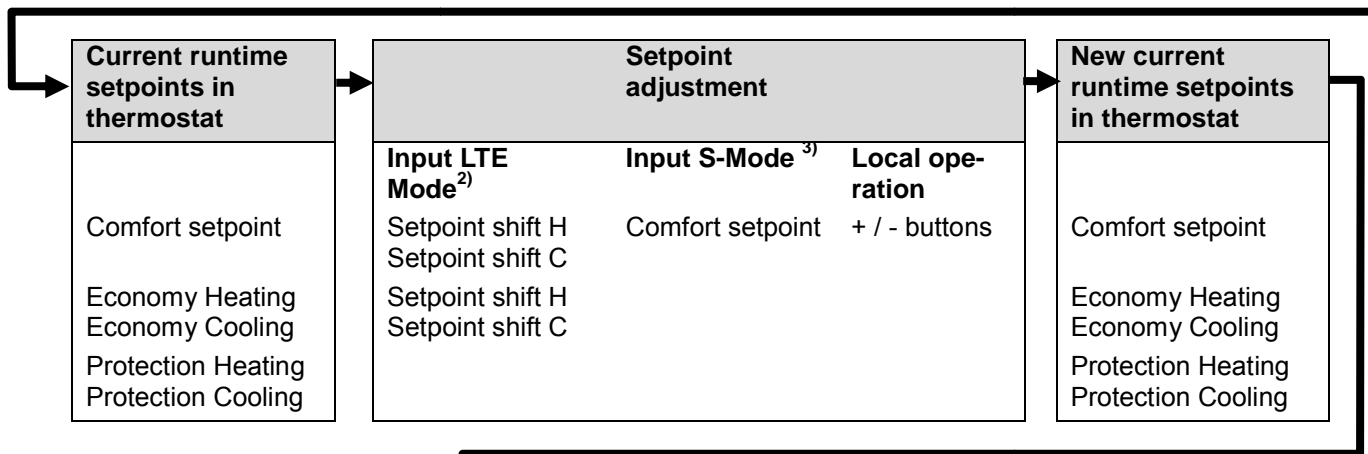 Current runtime
setpoints in
thermostat
Setpoint
adjustment
New current
runtime setpoints
in thermostat
Input LTE
Mode2)
Input S-Mode 3)
Local ope-
ration
Comfort setpoint
Setpoint shift H
Setpoint shift C
Comfort setpoint
+ / - buttons
Comfort setpoint
Economy Heating
Economy Cooling
Setpoint shift H
Setpoint shift C
Economy Heating
Economy Cooling
Protection Heating
Protection Cooling
Protection Heating
Protection Cooling